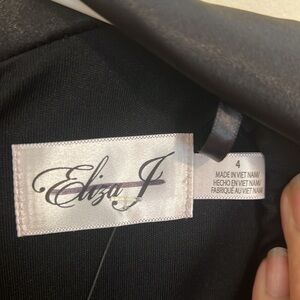 Eliza J
4
MADE IN VIET NAM/
HECHO EN VIET NAM/
FABRIQUÉ AU VIET NAM